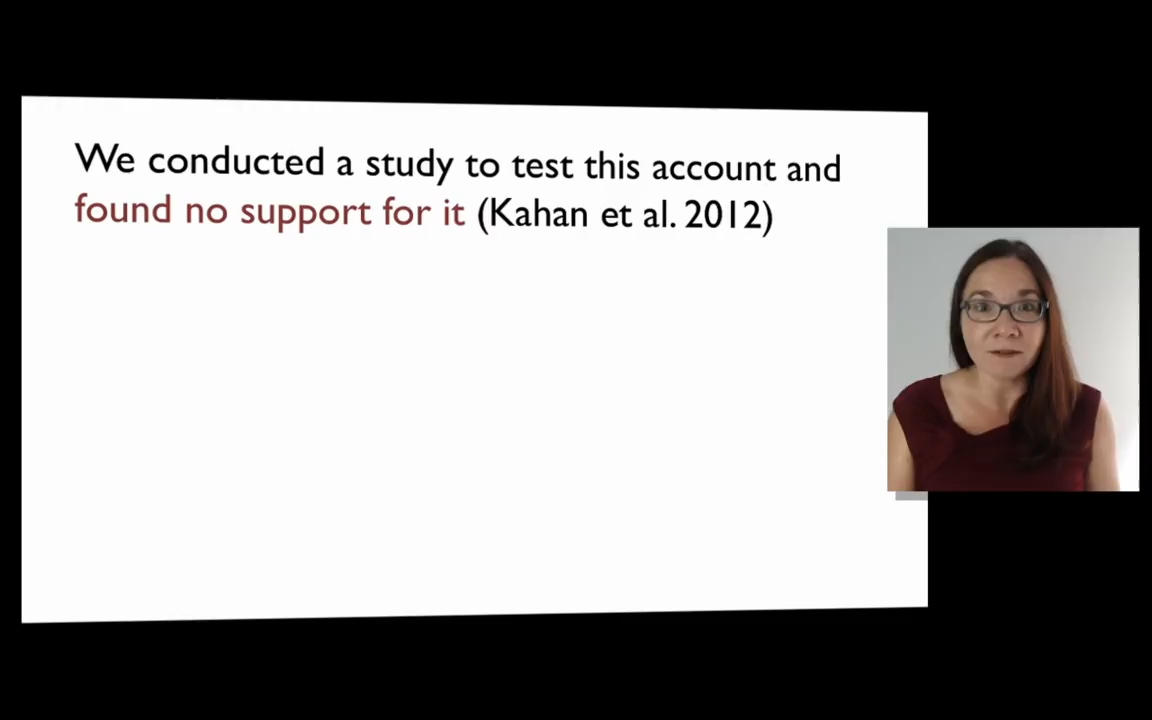 We conducted a study to test this account and
found no support for it (Kahan et al. 2012)